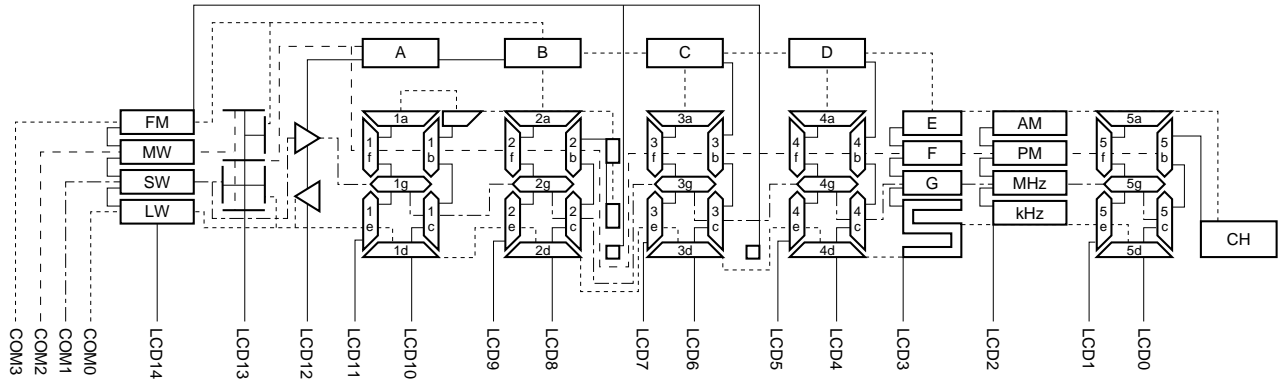 A B C D
FM
MW
SW
LW
1a
1f 1b
1g
1e 1c
1d
2a
2f 2b
2g
2e 2c
2d
3a
3f 3b
3g
3e 3c
3d
4a
4f 4b
4g
4e 4c
4d
E
F
G
AM
PM
MHz
kHz
5a
5f 5b
5g
5e 5c
5d
CH
COM3
COM2
COM1
COM0
LCD14
LCD13
LCD12
LCD11
LCD10
LCD9
LCD8
LCD7
LCD6
LCD5
LCD4
LCD3
LCD2
LCD1
LCD0